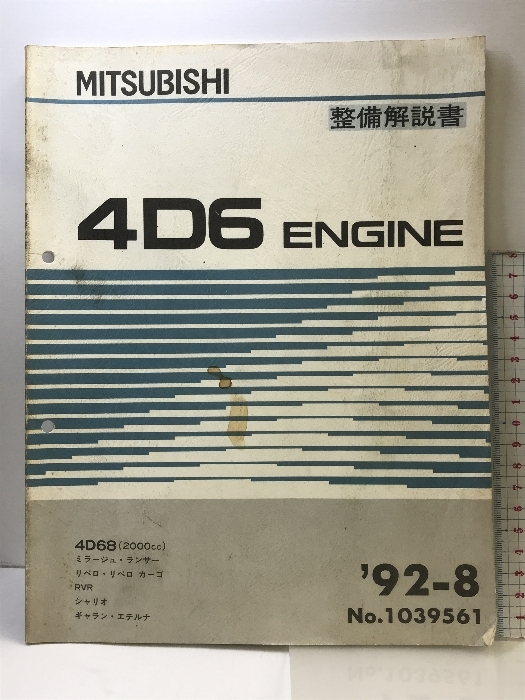 MITSUBISHI
整備解説書
4D6 ENGINE
4D68 (2000cc)
ミラージュ・ランサー
リベロ・リベロ カーゴ
RVR
シャリオ
ギャラン・エテルナ
'92-8
No.1039561